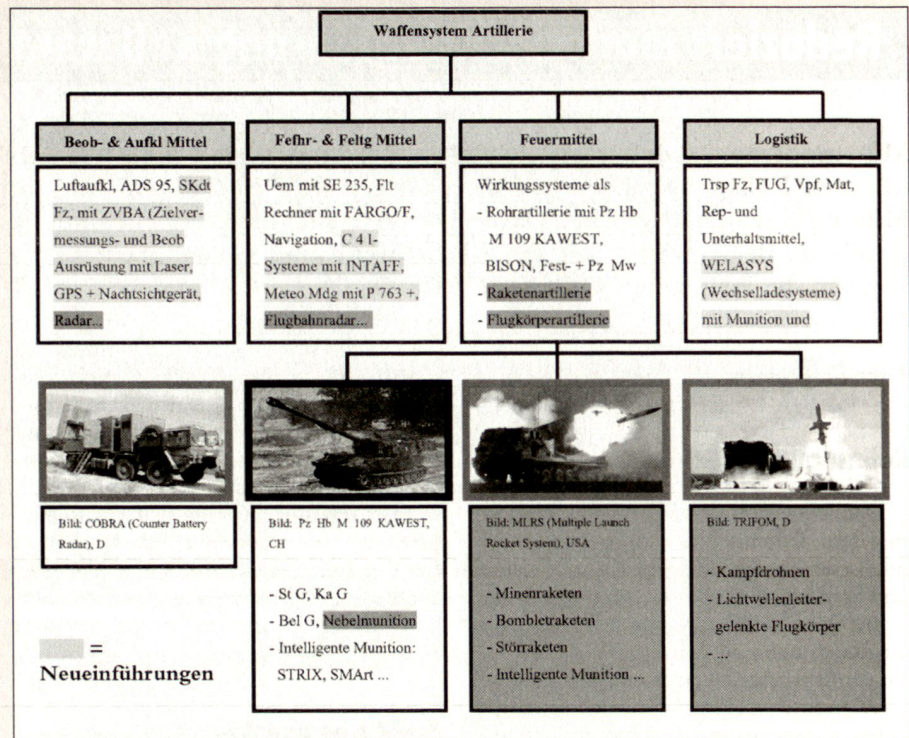 Waffensystem Artillerie
Beob- & Aufkl Mittel
Luftaufkl, ADS 95, SKdt
Fz, mit ZVBA (Zielver-
messungs- und Beob
Ausrüstung mit Laser,
GPS + Nachtsichtgerät,
Radar...
Fefhr- & Feltg Mittel
Uem mit SE 235, Flt
Rechner mit FARGO/F,
Navigation, C 4 I-
Systeme mit INTAFF,
Meteo Mdg mit P 763 +,
Flugbahnradar...
Feuermittel
Wirkungssysteme als
- Rohrartillerie mit Pz Hb
M 109 KAWEST,
BISON, Fest- + Pz Mw
- Raketenartillerie
- Flugkörperartillerie
Logistik
Trsp Fz, FUG, Vpf, Mat,
Rep- und
Unterhaltsmittel,
WELASYS
(Wechselladesysteme)
mit Munition und
Bild: COBRA (Counter Battery
Radar), D
Bild: Pz Hb M 109 KAWEST,
CH
- St G, Ka G
- Bel G, Nebelmunition
- Intelligente Munition:
STRIX, SMArt ...
Bild: MLRS (Multiple Launch
Rocket System), USA
- Minenraketen
- Bombletraketen
- Störraketen
- Intelligente Munition ...
Bild: TRIFOM, D
- Kampfdrohnen
- Lichtwellenleiter-
gelenkte Flugkörper
- ...
=
Neueinführungen